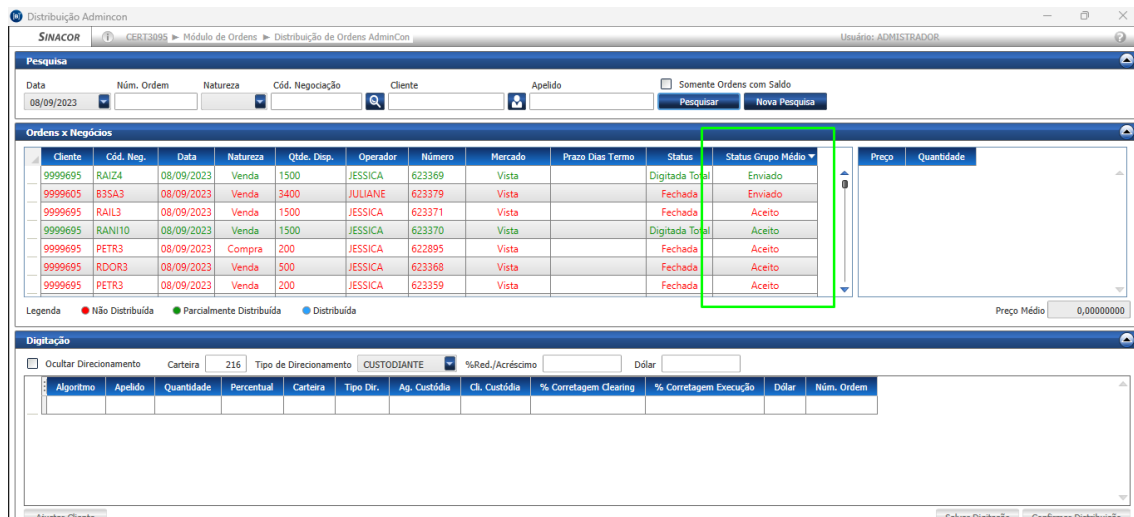 Distribuição Admincon
SINACOR CERT3095 ► Módulo de Ordens ► Distribuição de Ordens AdminCon Usuário: ADMISTRADOR
Pesquisa
Data Núm. Ordem Natureza Cód. Negociação Cliente Apelido Somente Ordens com Saldo
08/09/2023 Pesquisar Nova Pesquisa
Ordens x Negócios
Cliente Cód. Neg. Data Natureza Qtde. Disp. Operador Número Mercado Prazo Dias Termo Status Status Grupo Médio Preço Quantidade
9999695 RAIZ4 08/09/2023 Venda 1500 JESSICA 623369 Vista Digitada Total Enviado
9999605 B3SA3 08/09/2023 Venda 3400 JULIANE 623379 Vista Fechada Enviado
9999695 RAIL3 08/09/2023 Venda 1500 JESSICA 623371 Vista Fechada Aceito
9999695 RANI10 08/09/2023 Venda 1500 JESSICA 623370 Vista Digitada Total Aceito
9999695 PETR3 08/09/2023 Compra 200 JESSICA 622895 Vista Fechada Aceito
9999695 RDOR3 08/09/2023 Venda 500 JESSICA 623368 Vista Fechada Aceito
9999695 PETR3 08/09/2023 Venda 200 JESSICA 623359 Vista Fechada Aceito
Legenda Não Distribuída Parcialmente Distribuída Distribuída Preço Médio 0,00000000
Digitação
Ocultar Direcionamento Carteira 216 Tipo de Direcionamento CUSTODIANTE %Red./Acréscimo Dólar
Algoritmo Apelido Quantidade Percentual Carteira Tipo Dir. Ag. Custódia Cli. Custódia % Corretagem Clearing % Corretagem Execução Dólar Núm. Ordem
Ajustar Cliente Salvar Digitação Confirmar Distribuição